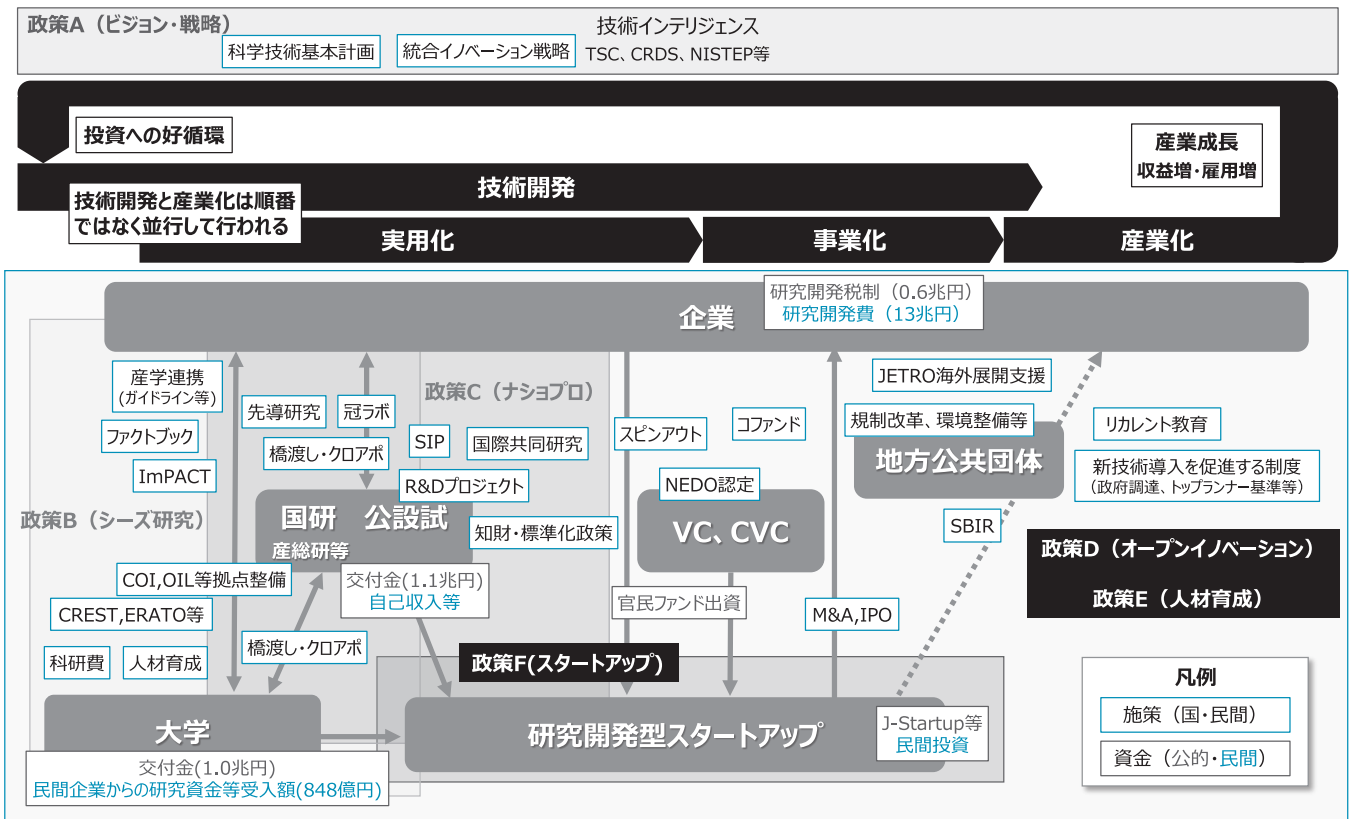 政策A（ビジョン・戦略）
科学技術基本計画
統合イノベーション戦略
技術インテリジェンス
TSC、CRDS、NISTEP等
投資への好循環
産業成長
収益増・雇用増
技術開発
技術開発と産業化は順番
ではなく並行して行われる
実用化
事業化
産業化
研究開発税制（0.6兆円）
研究開発費（13兆円）
企業
産学連携
(ガイドライン等)
先導研究
冠ラボ
政策C（ナショプロ）
ファクトブック
橋渡し・クロアポ
SIP
国際共同研究
ImPACT
R&Dプロジェクト
政策B（シーズ研究）
国研　公設試
産総研等
知財・標準化政策
スピンアウト
コファンド
NEDO認定
VC、CVC
JETRO海外展開支援
規制改革、環境整備等
地方公共団体
リカレント教育
新技術導入を促進する制度
（政府調達、トップランナー基準等）
SBIR
政策D（オープンイノベーション）
政策E（人材育成）
COI,OIL等拠点整備
交付金(1.1兆円)
自己収入等
CREST,ERATO等
官民ファンド出資
M&A,IPO
橋渡し・クロアポ
科研費
人材育成
政策F(スタートアップ)
大学
交付金(1.0兆円)
民間企業からの研究資金等受入額(848億円)
研究開発型スタートアップ
J-Startup等
民間投資
凡例
施策（国・民間）
資金（公的・民間）